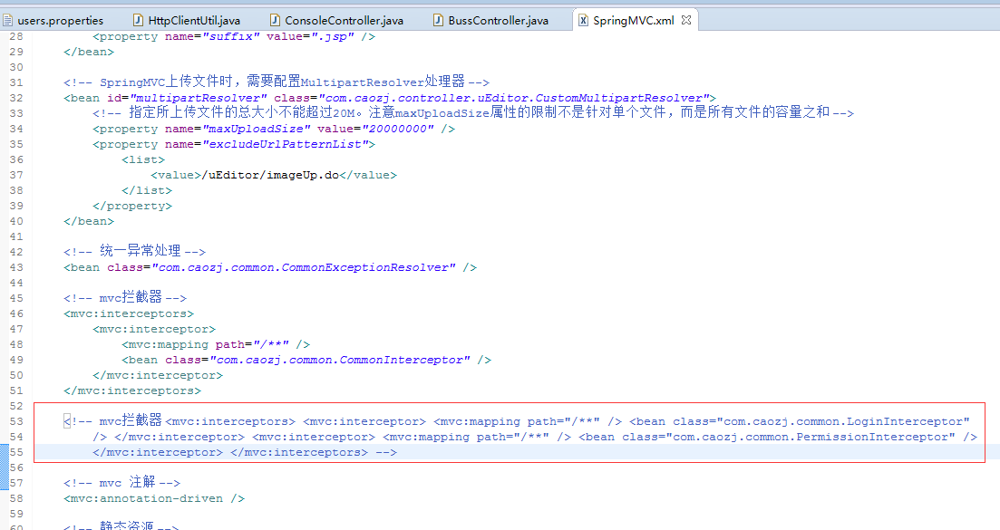 users.properties HttpClientUtil.java ConsoleController.java BussController.java SpringMVC.xml
28 <property name="suffix" value=".jsp" />
29 </bean>
30
31 <!-- SpringMVC上传文件时，需要配置MultipartResolver处理器 -->
32 <bean id="multipartResolver" class="com.caozj.controller.uEditor.CustomMultipartResolver">
33 <!-- 指定所上传文件的总大小不能超过20M。注意maxUploadSize属性的限制不是针对单个文件，而是所有文件的容量之和 -->
34 <property name="maxUploadSize" value="20000000" />
35 <property name="excludeUrlPatternList">
36 <list>
37 <value>/uEditor/imageUp.do</value>
38 </list>
39 </property>
40 </bean>
41
42 <!-- 统一异常处理 -->
43 <bean class="com.caozj.common.CommonExceptionResolver" />
44
45 <!-- mvc拦截器 -->
46 <mvc:interceptors>
47 <mvc:interceptor>
48 <mvc:mapping path="/**" />
49 <bean class="com.caozj.common.CommonInterceptor" />
50 </mvc:interceptor>
51 </mvc:interceptors>
52
53 <!-- mvc拦截器 <mvc:interceptors> <mvc:interceptor> <mvc:mapping path="/**" /> <bean class="com.caozj.common.LoginInterceptor"
54 /> </mvc:interceptor> <mvc:interceptor> <mvc:mapping path="/**" /> <bean class="com.caozj.common.PermissionInterceptor" />
55 </mvc:interceptor> </mvc:interceptors> -->
56
57 <!-- mvc 注解 -->
58 <mvc:annotation-driven />
59
60 <!-- 静态资源 -->